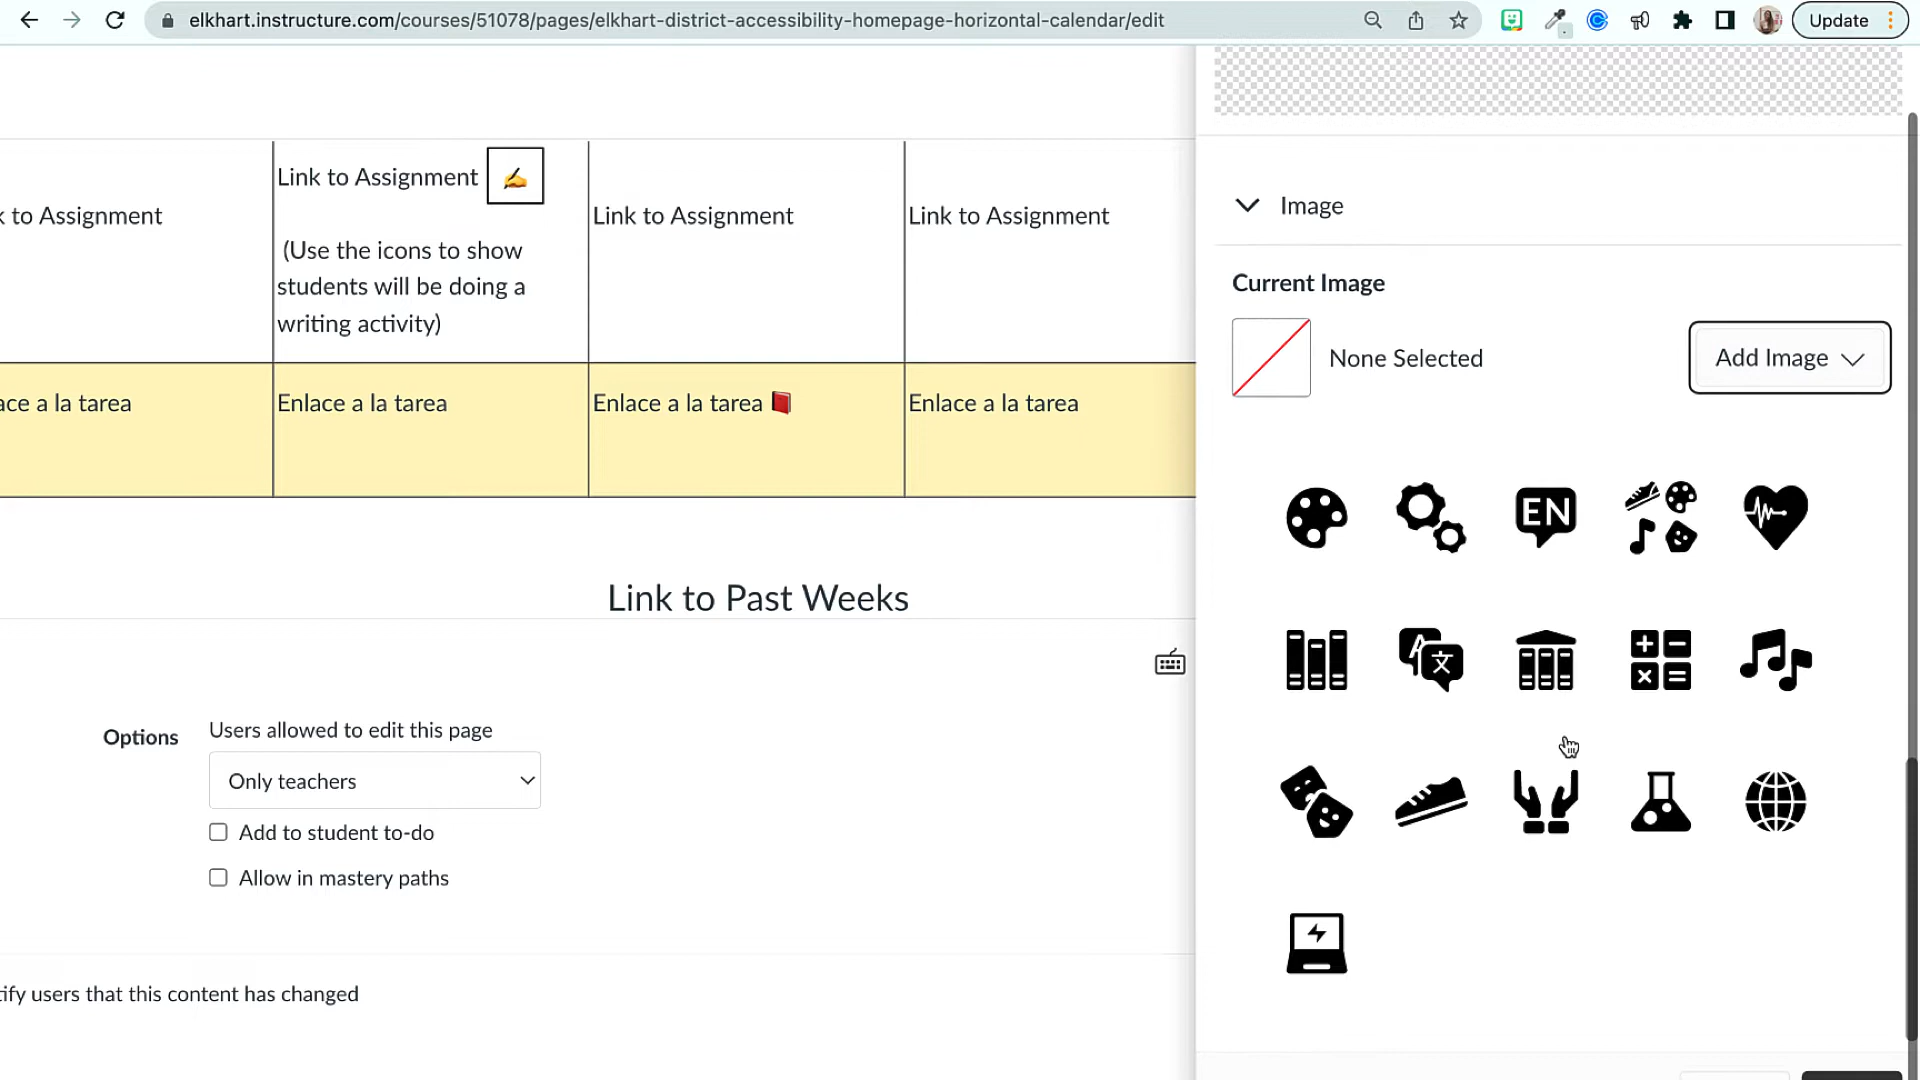 elkhart.instructure.com/courses/51078/pages/elkhart-district-accessibility-homepage-horizontal-calendar/edit
Update
k to Assignment
Link to Assignment
(Use the icons to show
students will be doing a
writing activity)
Link to Assignment
Link to Assignment
ace a la tarea
Enlace a la tarea
Enlace a la tarea
Enlace a la tarea
Link to Past Weeks
Options
Users allowed to edit this page
Only teachers
Add to student to-do
Allow in mastery paths
tify users that this content has changed
Image
Current Image
None Selected
Add Image
EN
A 文